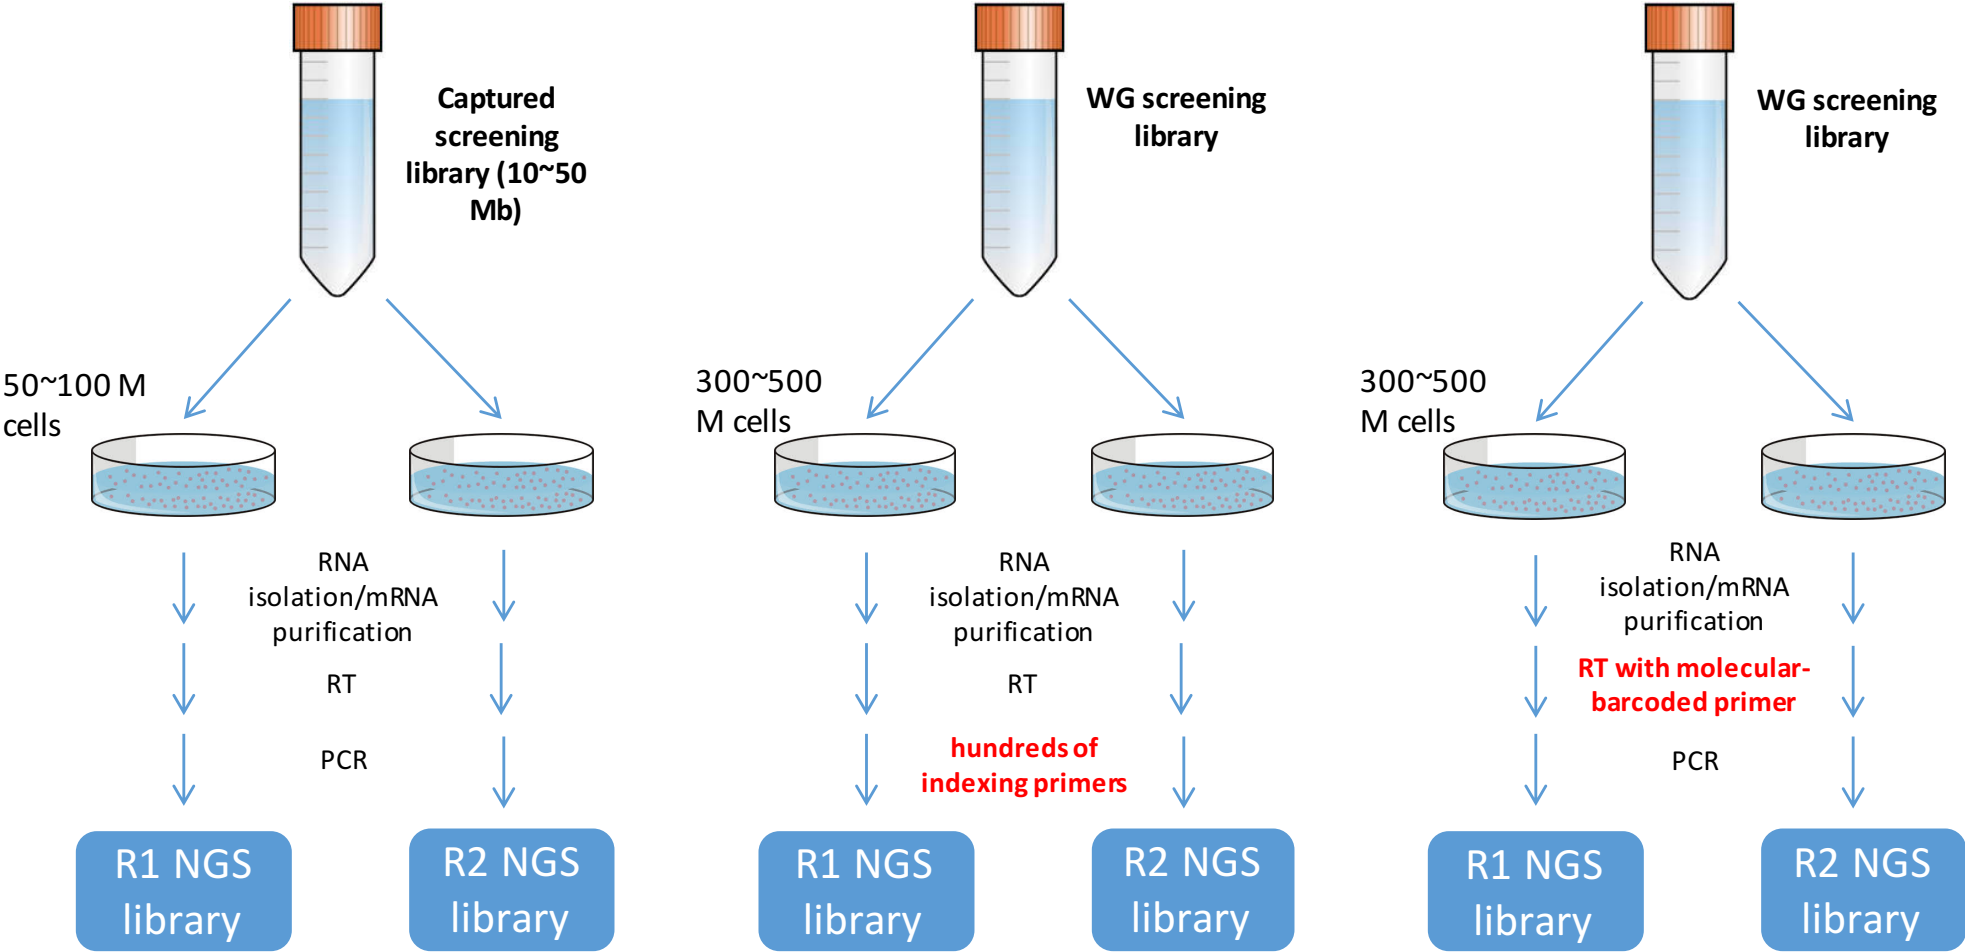 Captured
screening
library (10~50
Mb)
50~100 M
cells
RNA
isolation/mRNA
purification
RT
PCR
R1 NGS
library
R2 NGS
library
WG screening
library
300~500
M cells
RNA
isolation/mRNA
purification
RT
hundreds of
indexing primers
R1 NGS
library
R2 NGS
library
WG screening
library
300~500
M cells
RNA
isolation/mRNA
purification
RT with molecular-
barcoded primer
PCR
R1 NGS
library
R2 NGS
library